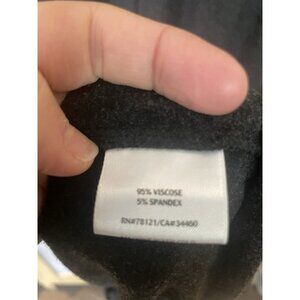 95% VISCOSE
5% SPANDEX
RN#78121/CA#34460